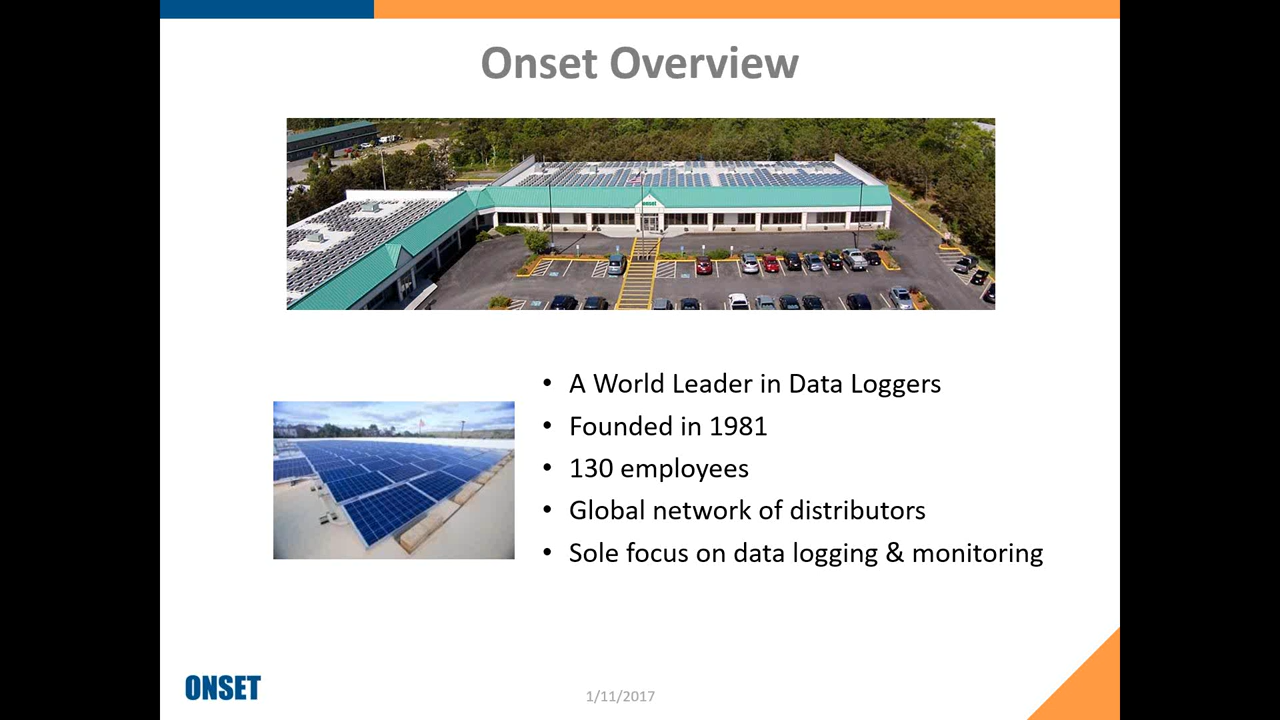 Onset Overview
onset
• A World Leader in Data Loggers
• Founded in 1981
• 130 employees
• Global network of distributors
• Sole focus on data logging & monitoring
ONSET
1/11/2017